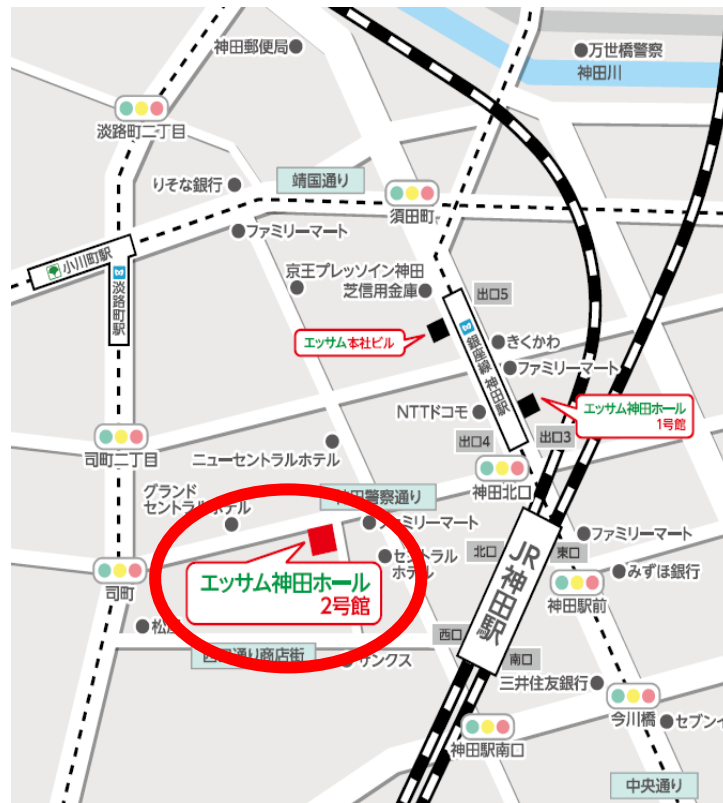 神田郵便局
万世橋警察
神田川
淡路町二丁目
りそな銀行
靖国通り
須田町
ファミリーマート
小川町駅
淡路町駅
京王プレッソイン神田
芝信用金庫
出口5
エッサム本社ビル
銀座線 神田駅
きくかわ
ファミリーマート
NTTドコモ
エッサム神田ホール
1号館
出口4
出口3
司町二丁目
ニューセントラルホテル
神田北口
グランド
セントラルホテル
神田警察通り
ファミリーマート
ファミリーマート
セントラル
ホテル
北口
JR神田駅
東口
みずほ銀行
エッサム神田ホール
2号館
司町
神田駅前
西口
南口
サンクス
三井住友銀行
今川橋
セブンイ
神田駅南口
中央通り